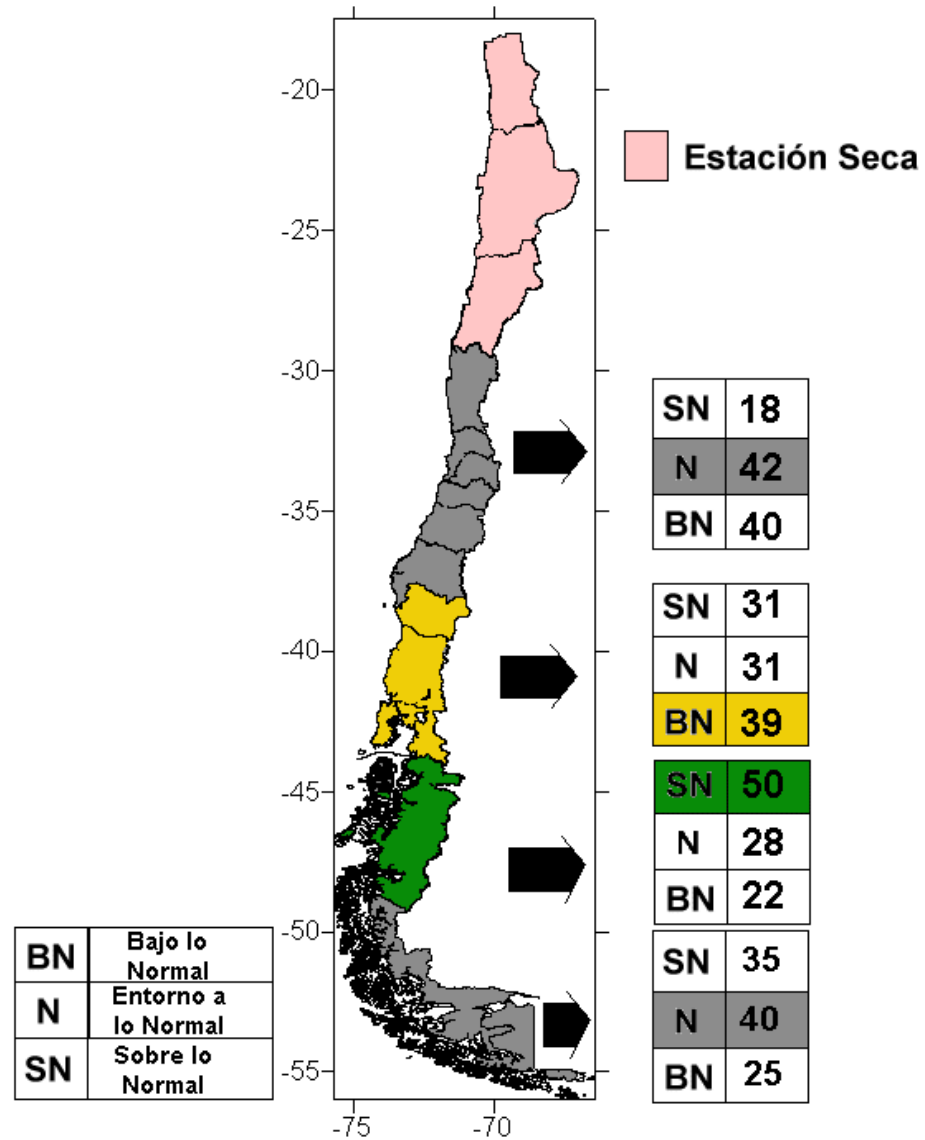 -20
Estación Seca
-25
-30
SN 18
N 42
-35
BN 40
SN 31
-40
N 31
BN 39
-45
SN 50
N 28
BN 22
-50
BN Bajo lo
Normal
SN 35
N Entorno a
lo Normal
N 40
SN Sobre lo
Normal
-55
BN 25
-75 -70